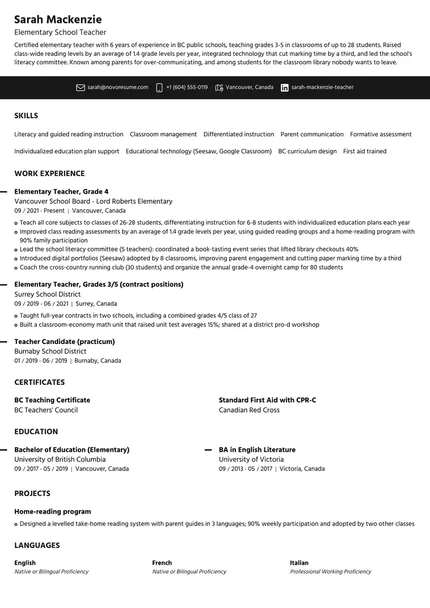 Sarah Mackenzie
Elementary School Teacher
Certified elementary teacher with 6 years of experience in BC public schools, teaching grades 3-5 in classrooms of up to 28 students. Raised
class-wide reading levels by an average of 1.4 grade levels per year, integrated technology that cut marking time by a third, and led the school's
literacy committee. Known among parents for over-communicating, and among students for the classroom library nobody wants to leave.
sarah@novoresume.com +1 (604) 555-0119 Vancouver, Canada sarah-mackenzie-teacher
SKILLS
Literacy and guided reading instruction Classroom management Differentiated instruction Parent communication Formative assessment
Individualized education plan support Educational technology (Seesaw, Google Classroom) BC curriculum design First aid trained
WORK EXPERIENCE
Elementary Teacher, Grade 4
Vancouver School Board - Lord Roberts Elementary
09 / 2021 - Present | Vancouver, Canada
Teach all core subjects to classes of 26-28 students, differentiating instruction for 6-8 students with individualized education plans each year
Improved class reading assessments by an average of 1.4 grade levels per year, using guided reading groups and a home-reading program with
90% family participation
Lead the school literacy committee (5 teachers): coordinated a book-tasting event series that lifted library checkouts 40%
Introduced digital portfolios (Seesaw) adopted by 8 classrooms, improving parent engagement and cutting paper marking time by a third
Coach the cross-country running club (30 students) and organize the annual grade-4 overnight camp for 80 students
Elementary Teacher, Grades 3/5 (contract positions)
Surrey School District
09 / 2019 - 06 / 2021 | Surrey, Canada
Taught full-year contracts in two schools, including a combined grades 4/5 class of 27
Built a classroom-economy math unit that raised unit test averages 15%; shared at a district pro-d workshop
Teacher Candidate (practicum)
Burnaby School District
01 / 2019 - 06 / 2019 | Burnaby, Canada
CERTIFICATES
BC Teaching Certificate
BC Teachers' Council
Standard First Aid with CPR-C
Canadian Red Cross
EDUCATION
Bachelor of Education (Elementary)
University of British Columbia
09 / 2017 - 05 / 2019 | Vancouver, Canada
BA in English Literature
University of Victoria
09 / 2013 - 05 / 2017 | Victoria, Canada
PROJECTS
Home-reading program
Designed a levelled take-home reading system with parent guides in 3 languages; 90% weekly participation and adopted by two other classes
LANGUAGES
English
Native or Bilingual Proficiency
French
Native or Bilingual Proficiency
Italian
Professional Working Proficiency